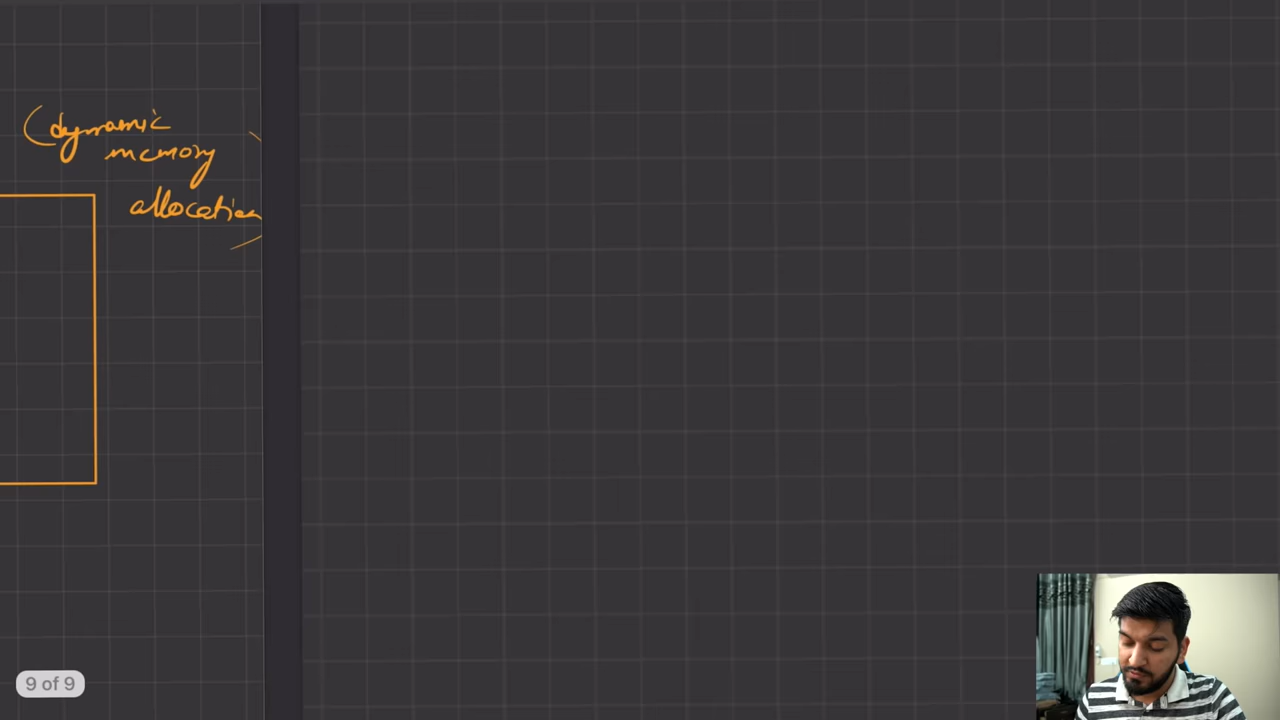 (dynamic
memory
allocation)
9 of 9